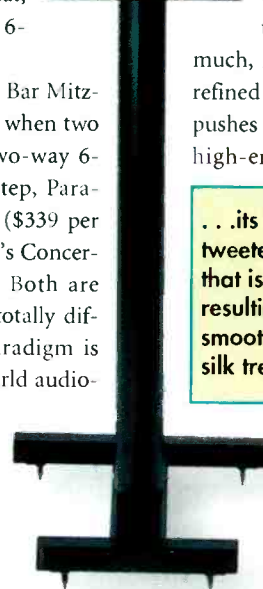 6-
Bar Mitz-
when two
wo-way 6-
tep, Para-
($339 per
's Concer-
Both are
otally dif-
radigm is
rld audio-
much,
refined
pushes
high-en
...its
tweete
that is
resulti
smoot
silk tre